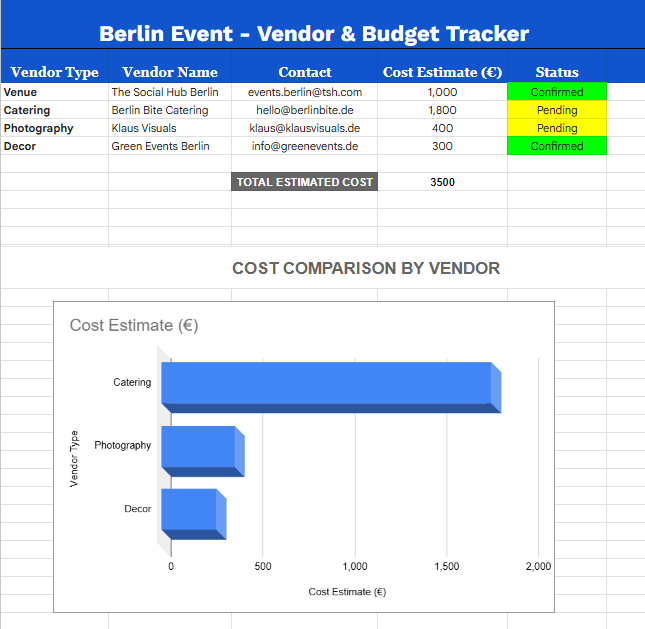 Berlin Event - Vendor & Budget Tracker
Vendor Type Vendor Name Contact Cost Estimate (€) Status
Venue The Social Hub Berlin events.berlin@tsh.com 1,000 Confirmed
Catering Berlin Bite Catering hello@berlinbite.de 1,800 Pending
Photography Klaus Visuals klaus@klausvisuals.de 400 Pending
Decor Green Events Berlin info@greenevents.de 300 Confirmed
TOTAL ESTIMATED COST 3500
COST COMPARISON BY VENDOR
Cost Estimate (€)
Vendor Type
Catering
Photography
Decor
0 500 1,000 1,500 2,000
Cost Estimate (€)